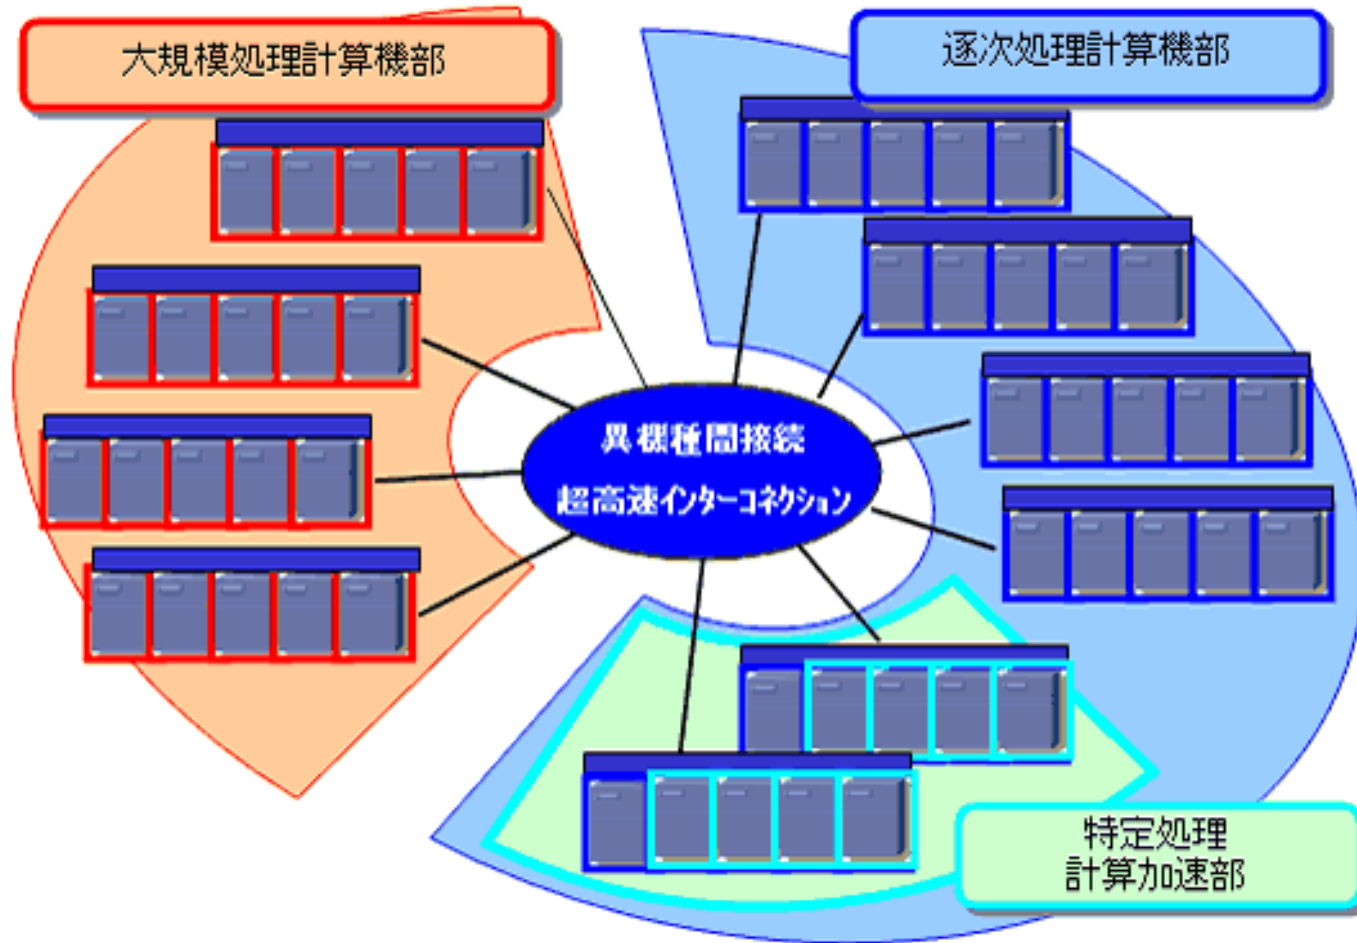 大規模処理計算機部
逐次処理計算機部
異機種間接続
超高速インターコネクション
特定処理
計算加速部